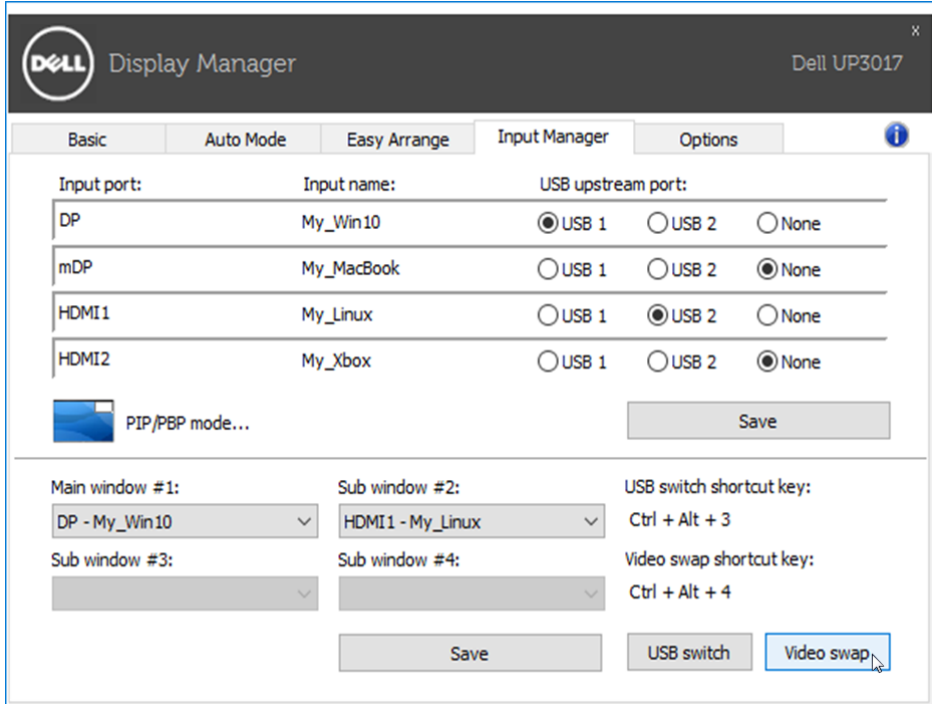 x
DELL Display Manager Dell UP3017
Basic Auto Mode Easy Arrange Input Manager Options i
Input port: Input name: USB upstream port:
DP My_Win10 USB 1 USB 2 None
mDP My_MacBook USB 1 USB 2 None
HDMI1 My_Linux USB 1 USB 2 None
HDMI2 My_Xbox USB 1 USB 2 None
PIP/PBP mode... Save
Main window #1: Sub window #2: USB switch shortcut key:
DP - My_Win10 HDMI1 - My_Linux Ctrl + Alt + 3
Sub window #3: Sub window #4: Video swap shortcut key:
Ctrl + Alt + 4
Save USB switch Video swap